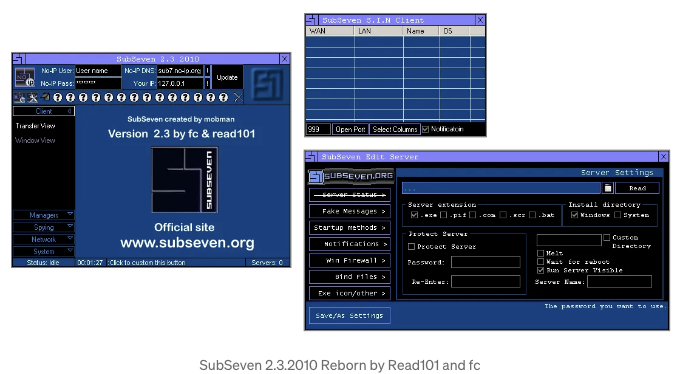 SubSeven 2.3 2010
No-IP User: User name No-IP DNS: sub7.no-ip.org ! Update
No-IP Pass: ******** Your IP: 127.0.0.1 !
Client
Transfer View
Window View
Managers
Spying
Network
System
SubSeven created by mobman
Version 2.3 by fc & read101
SUBSEVEN
Official site
www.subseven.org
Status: Idle 00:01:27 :Click to custom this button Servers: 0
SubSeven S.I.N Client X
WAN LAN Name OS
999 Open Port Select Columns Notificatoin
SubSeven Edit Server X
SUBSEVEN.ORG
Server Status >
Fake Messages >
Startup methods >
Notifications >
Win Firewall >
Bind Files >
Exe icon/other >
Save/As Settings
Server Settings
... Read
Server extension
.exe .pif .com .scr .bat
Install directory
Windows System
Protect Server
Protect Server
Password:
Re-Enter:
Custom Directory
Melt
Wait for reboot
Run Server Visible
Server Name:
The password you want to use.
SubSeven 2.3.2010 Reborn by Read101 and fc